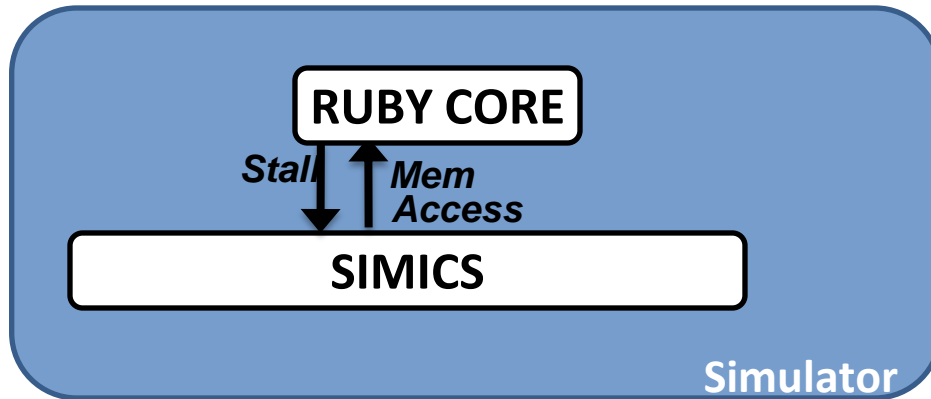 RUBY CORE
Stall
Mem
Access
SIMICS
Simulator